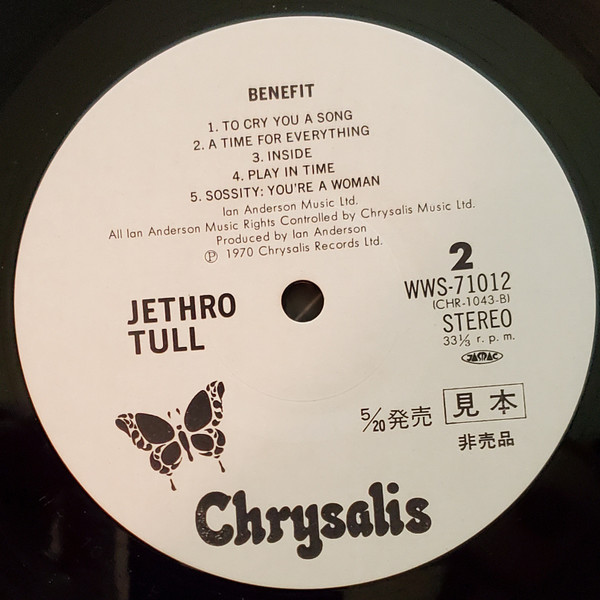 BENEFIT
1. TO CRY YOU A SONG
2. A TIME FOR EVERYTHING
3. INSIDE
4. PLAY IN TIME
5. SOSSITY: YOU'RE A WOMAN
Ian Anderson Music Ltd.
All Ian Anderson Music Rights Controlled by Chrysalis Music Ltd.
Produced by Ian Anderson
Ⓟ 1970 Chrysalis Records Ltd.
2
WWS-71012
(CHR-1043-B)
STEREO
33⅓ r. p. m.
JASRAC
JETHRO
TULL
5/20発売
見本
非売品
Chrysalis